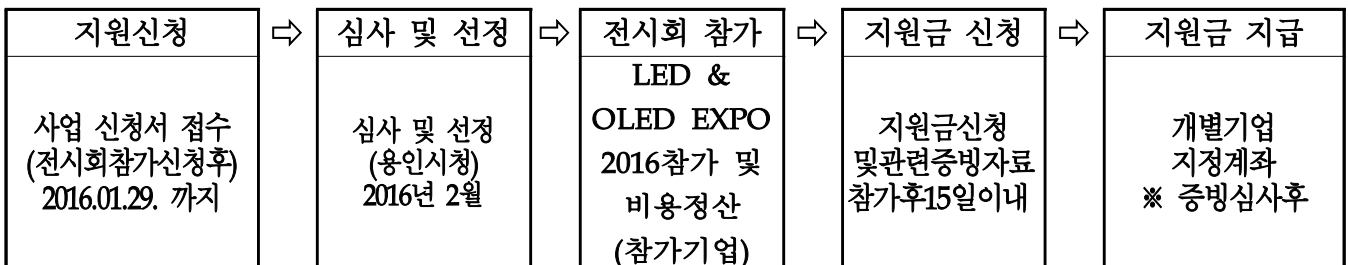 지원신청
사업 신청서 접수
(전시회참가신청후)
2016.01.29. 까지
⇨
심사 및 선정
심사 및 선정
(용인시청)
2016년 2월
⇨
전시회 참가
LED &
OLED EXPO
2016참가 및
비용정산
(참가기업)
⇨
지원금 신청
지원금신청
및관련증빙자료
참가후15일이내
⇨
지원금 지급
개별기업
지정계좌
※ 증빙심사후